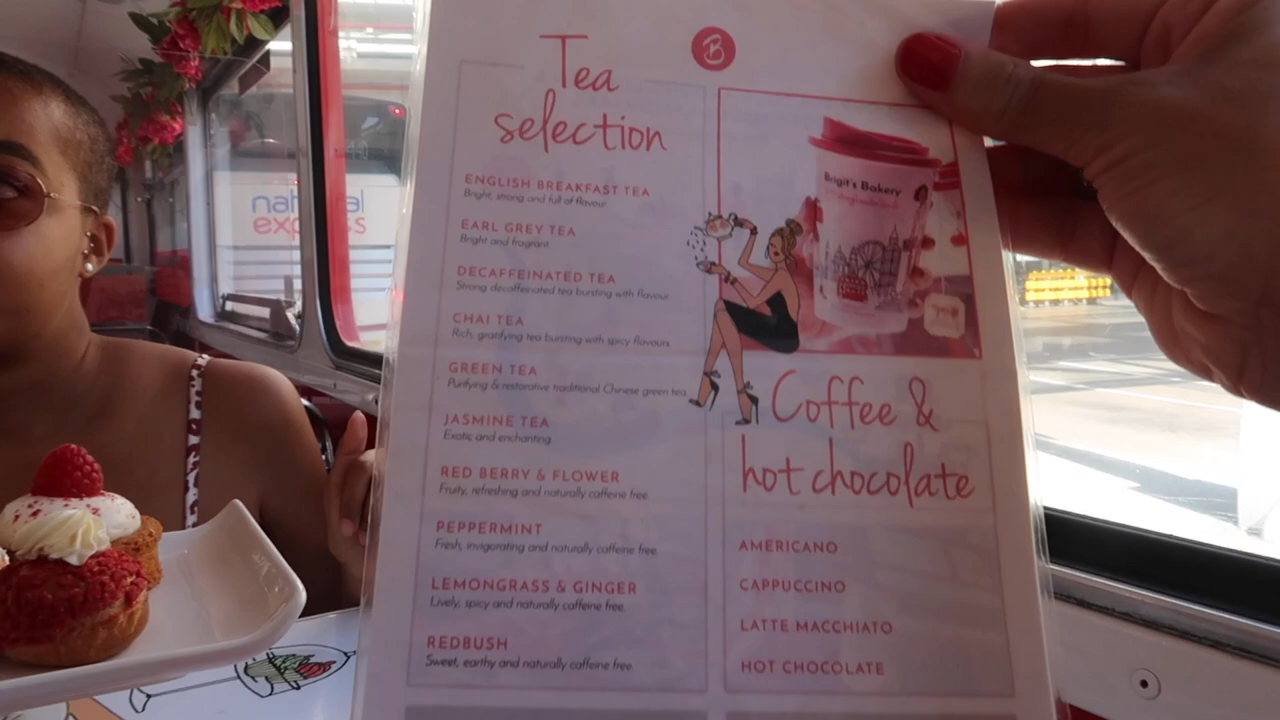 B
Tea
selection
ENGLISH BREAKFAST TEA
Bright, strong and full of flavour
EARL GREY TEA
Bright and fragrant
DECAFFEINATED TEA
Strong decaffeinated tea bursting with flavour
CHAI TEA
Rich, gratifying tea bursting with spicy flavours
GREEN TEA
Purifying & restorative traditional Chinese green tea
JASMINE TEA
Exotic and enchanting
RED BERRY & FLOWER
Fruity, refreshing and naturally caffeine free.
PEPPERMINT
Fresh, invigorating and naturally caffeine free
LEMONGRASS & GINGER
Lively, spicy and naturally caffeine free.
REDBUSH
Sweet, earthy and naturally caffeine free.
Brigit's Bakery
Coffee &
hot chocolate
AMERICANO
CAPPUCCINO
LATTE MACCHIATO
HOT CHOCOLATE
express